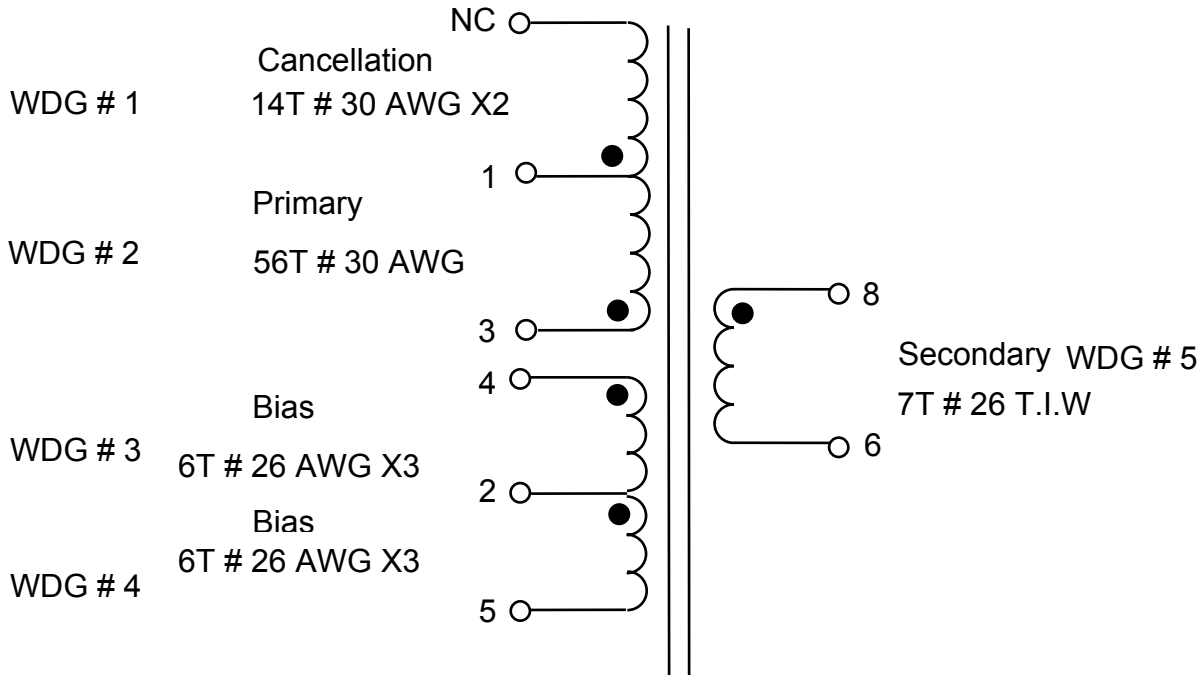 NC
Cancellation
WDG # 1
14T # 30 AWG X2
1
Primary
WDG # 2
56T # 30 AWG
3
8
Secondary WDG # 5
7T # 26 T.I.W
6
4
Bias
WDG # 3
6T # 26 AWG X3
2
Bias
6T # 26 AWG X3
WDG # 4
5